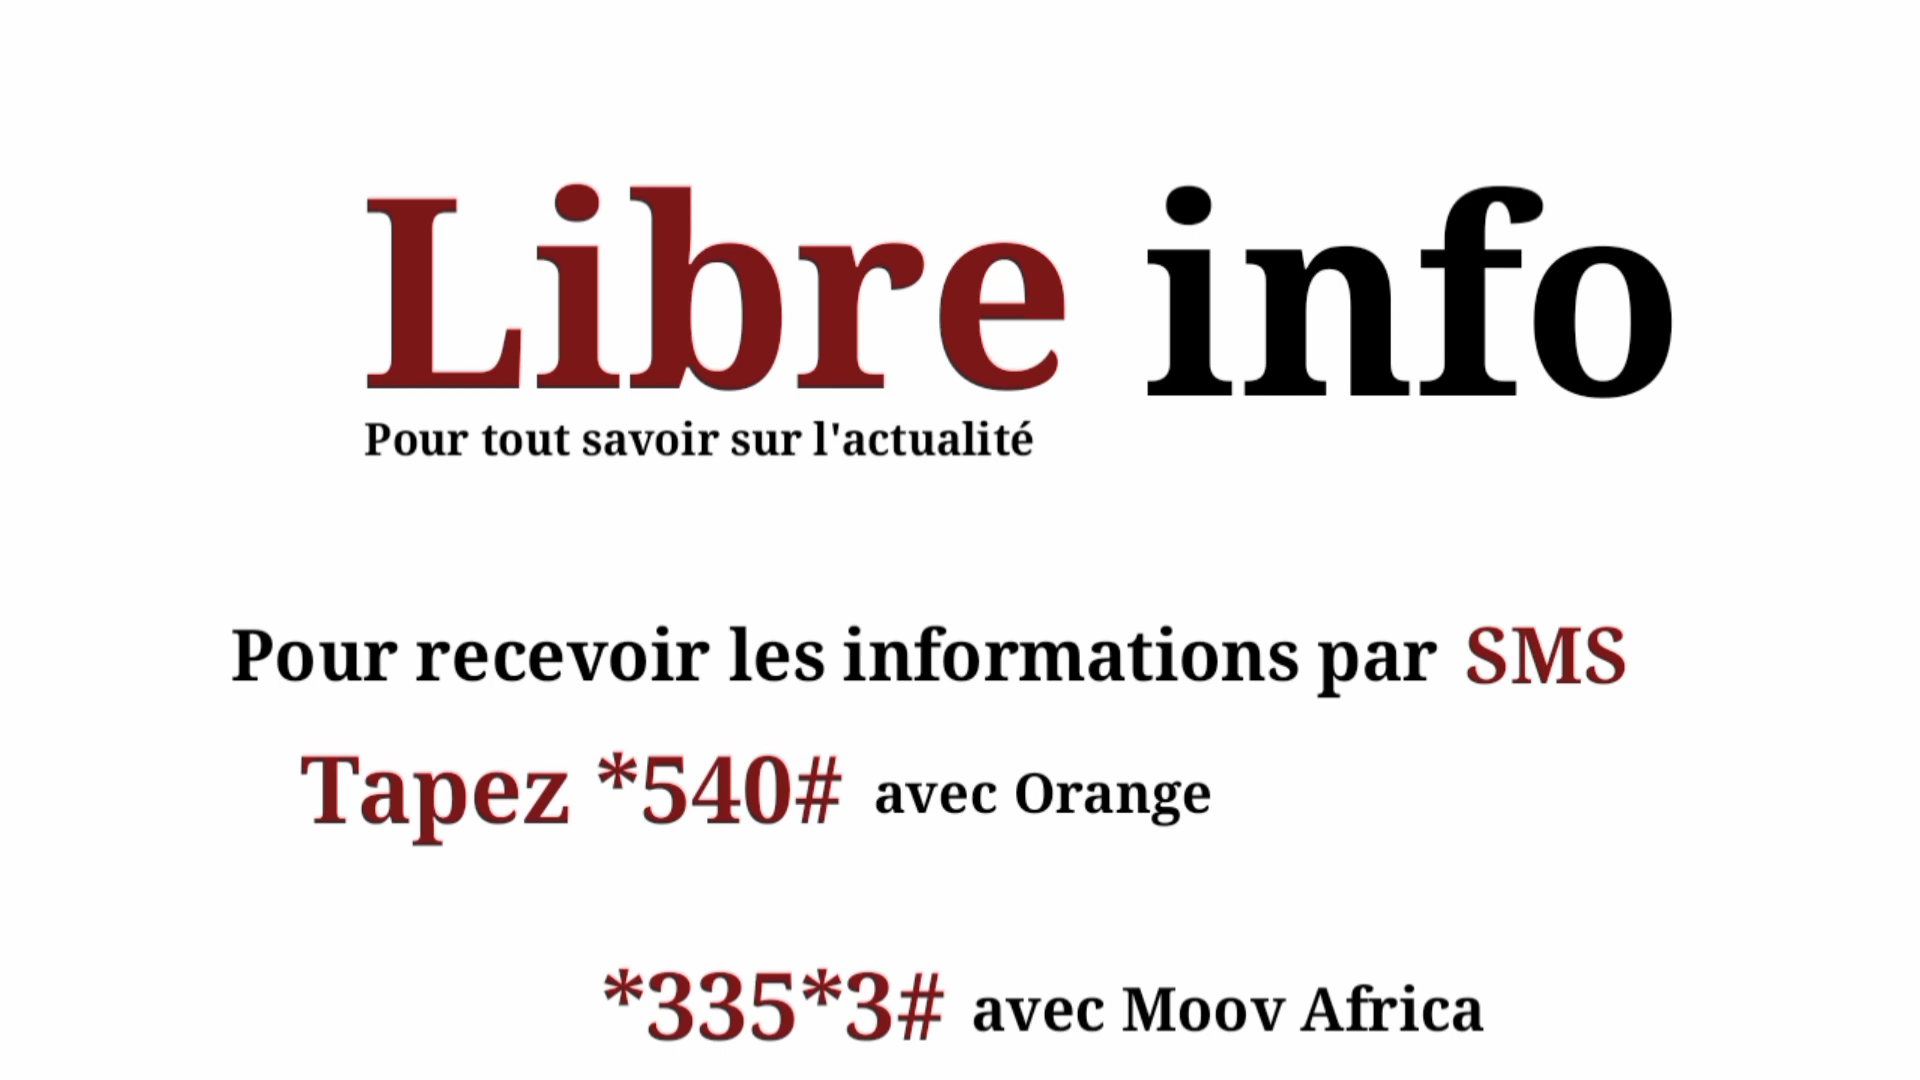 Libre info
Pour tout savoir sur l'actualité
Pour recevoir les informations par SMS
Tapez *540# avec Orange
*335*3# avec Moov Africa